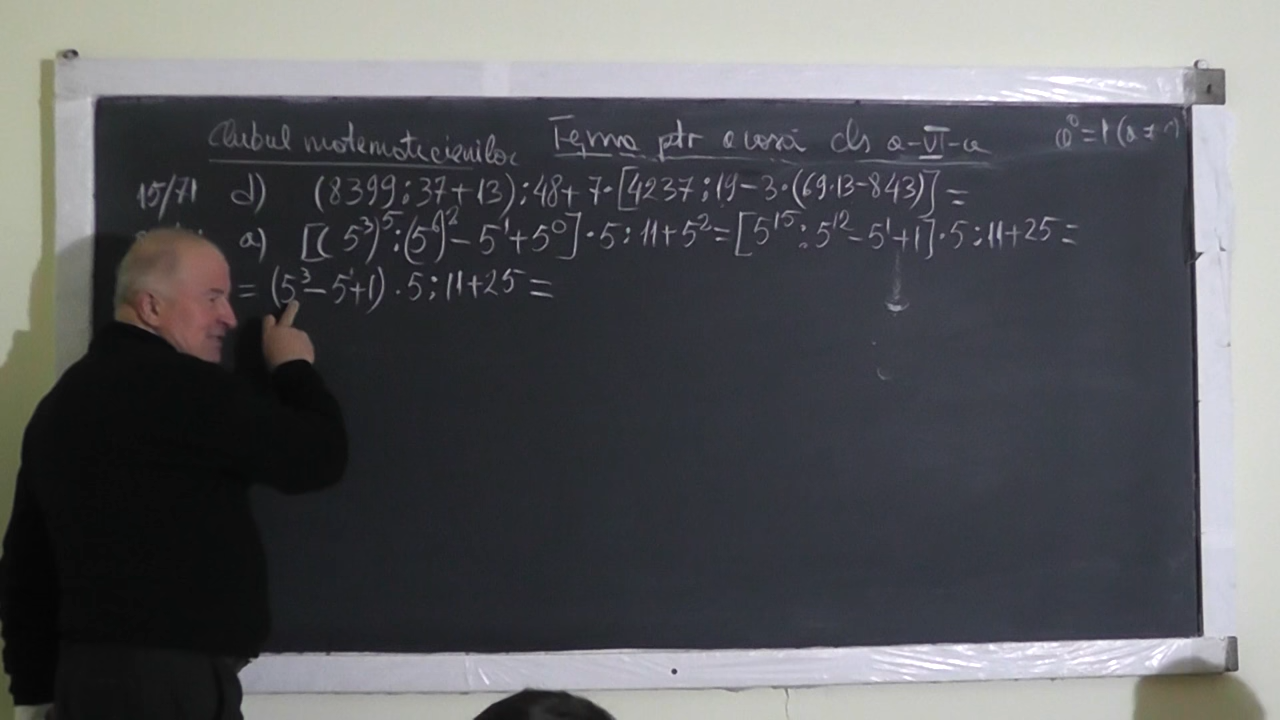 Clubul matematicienilor Tema ptr acasă cls a-VI-a a⁰=1 (a≠
15/71 d) (8399:37+13):48+7·[4237:19-3·(69·13-843)]=
a) [(5³)⁵:(5⁶)²-5¹+5⁰]·5:11+5²=[5¹⁵:5¹²-5¹+1]·5:11+25=
=(5³-5¹+1)·5:11+25=